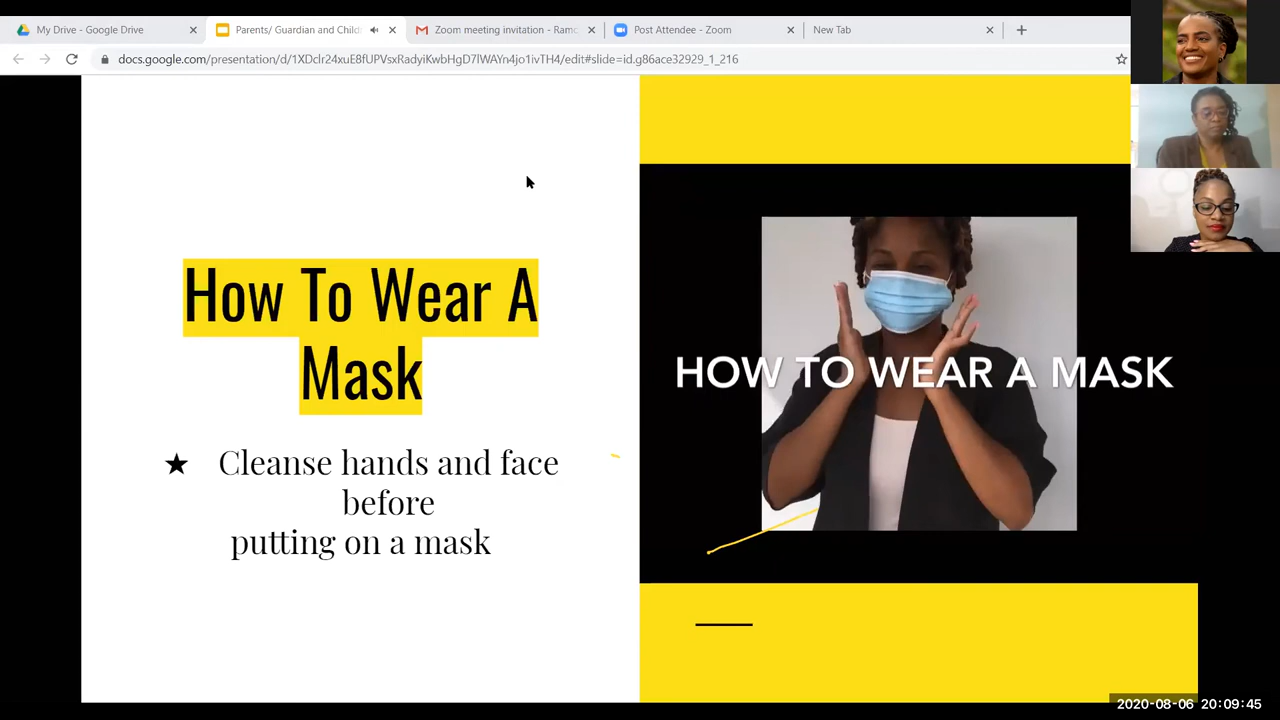 My Drive - Google Drive
Parents/ Guardian and Child
Zoom meeting invitation - Ramo
Post Attendee - Zoom
New Tab
docs.google.com/presentation/d/
/edit#slide=id.g86ace32929_1_216
How To Wear A
Mask
★ Cleanse hands and face
before
putting on a mask
HOW TO WEAR A MASK
2020-08-06 20:09:45